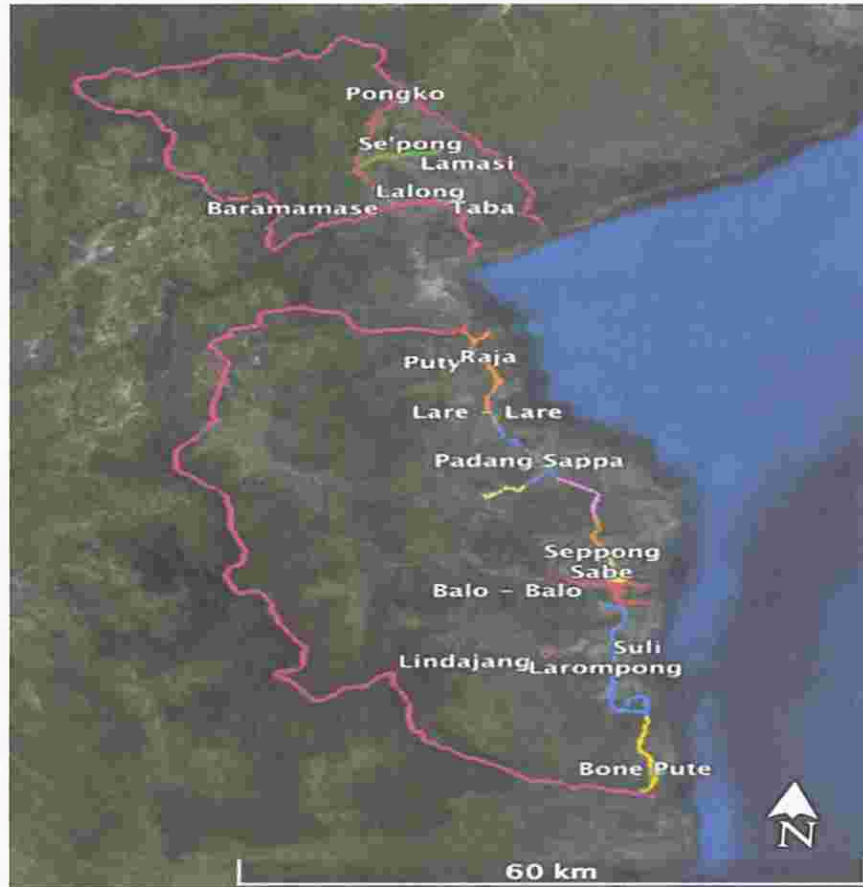 Pongko
Se'pong
Lamasi
Lalong
Baramamase
Taba
Puty
Raja
Lare - Lare
Padang Sappa
Seppong
Sabe
Balo - Balo
Suli
Lindajang
Larompong
Bone Pute
N
60 km